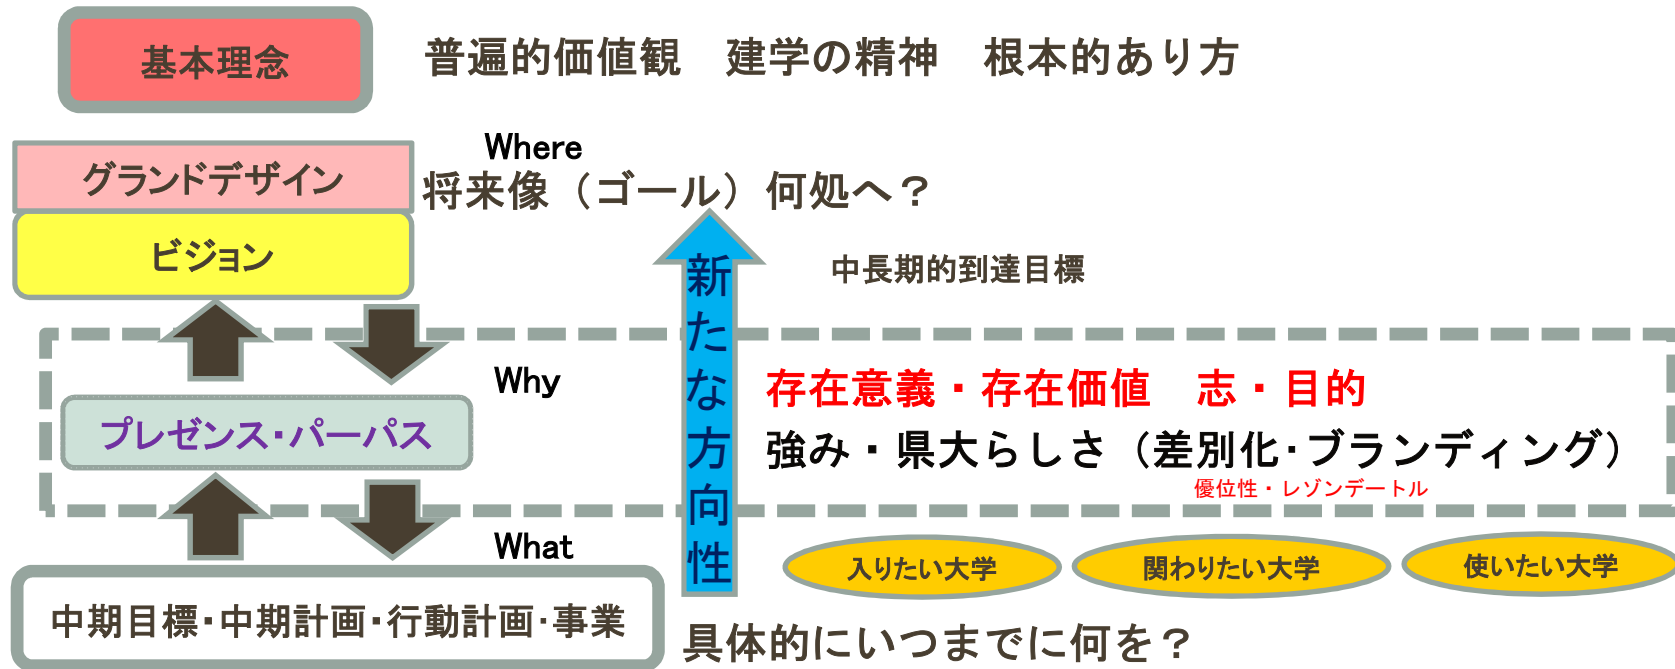 基本理念
普遍的価値観　建学の精神　根本的あり方
Where
グランドデザイン
将来像（ゴール）何処へ？
ビジョン
中長期的到達目標
新たな方向性
Why
存在意義・存在価値　志・目的
プレゼンス・パーパス
強み・県大らしさ（差別化・ブランディング）
優位性・レゾンデートル
What
入りたい大学
関わりたい大学
使いたい大学
中期目標・中期計画・行動計画・事業
具体的にいつまでに何を？